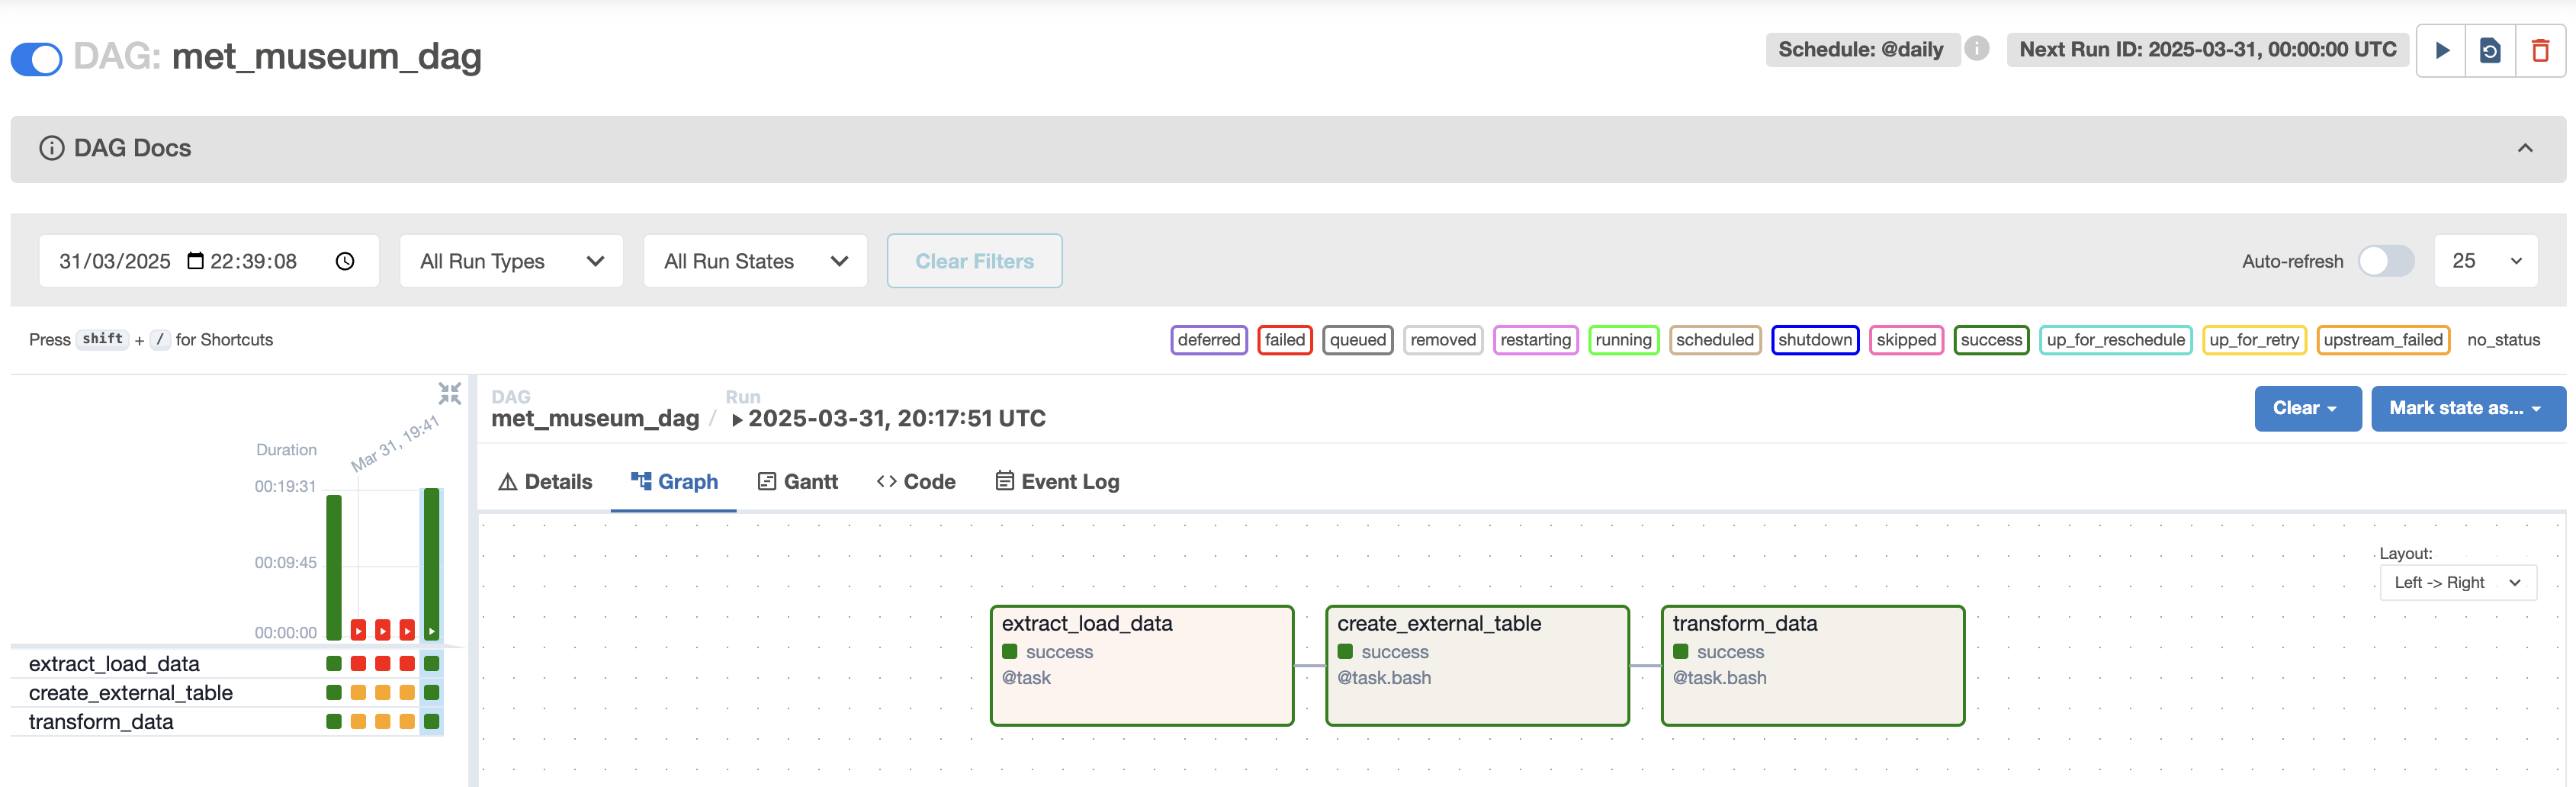 DAG: met_museum_dag
Schedule: @daily
Next Run ID: 2025-03-31, 00:00:00 UTC
DAG Docs
31/03/2025 22:39:08
All Run Types
All Run States
Clear Filters
Auto-refresh
25
Press shift + / for Shortcuts
deferred failed queued removed restarting running scheduled shutdown skipped success up_for_reschedule up_for_retry upstream_failed no_status
Duration
Mar 31, 19:41
00:19:31
00:09:45
00:00:00
extract_load_data
create_external_table
transform_data
DAG
met_museum_dag /
Run
2025-03-31, 20:17:51 UTC
Clear
Mark state as...
Details
Graph
Gantt
Code
Event Log
Layout:
Left -> Right
extract_load_data
success
@task
create_external_table
success
@task.bash
transform_data
success
@task.bash